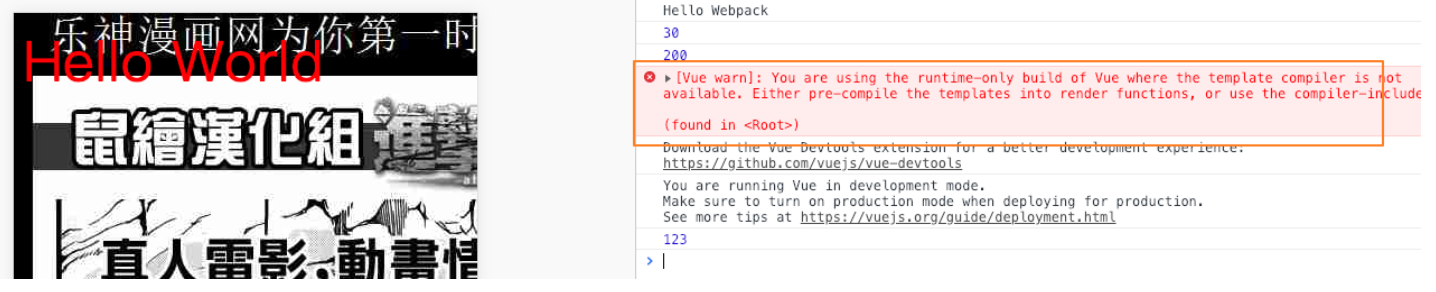 乐神漫画网为你第一时
Hello World
鼠繪漢化組
真人電影,動畫情
Hello Webpack
30
200
[Vue warn]: You are using the runtime-only build of Vue where the template compiler is not
available. Either pre-compile the templates into render functions, or use the compiler-include
(found in <Root>)
Download the Vue Devtools extension for a better development experience:
https://github.com/vuejs/vue-devtools
You are running Vue in development mode.
Make sure to turn on production mode when deploying for production.
See more tips at https://vuejs.org/guide/deployment.html
123